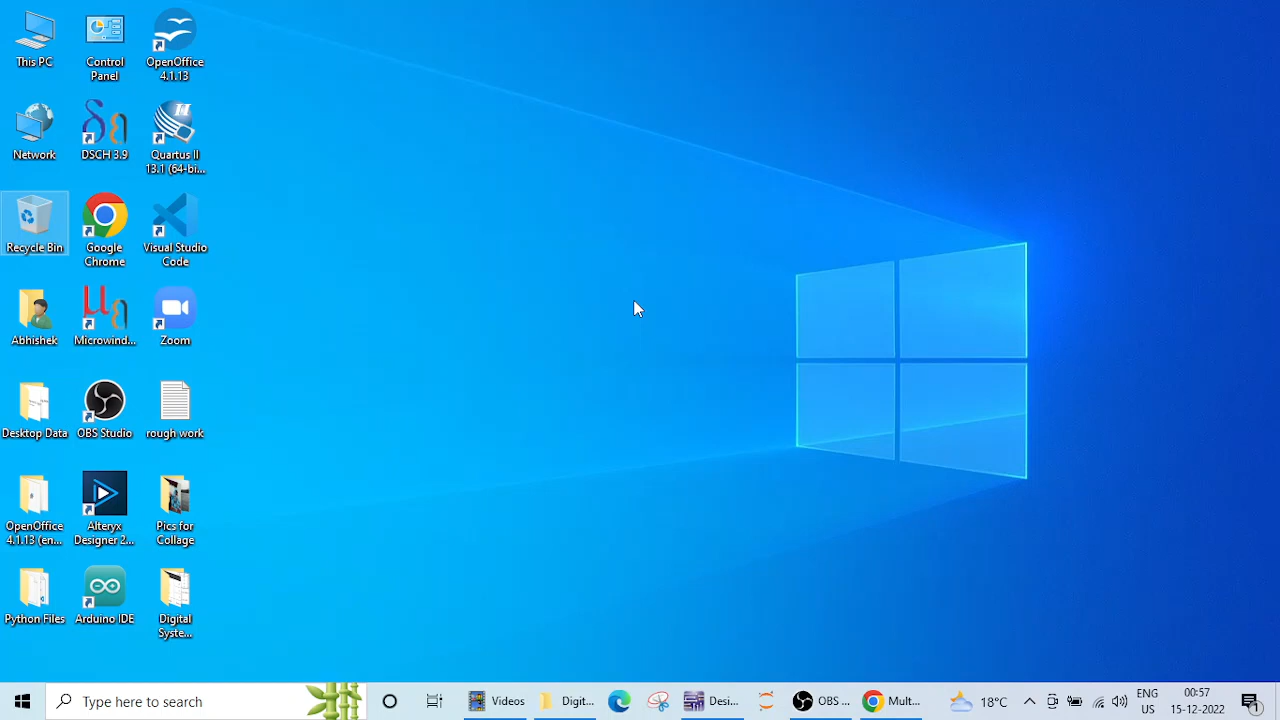 This PC
Control
Panel
OpenOffice
4.1.13
Network
DSCH 3.9
Quartus II
13.1 (64-bi...
Recycle Bin
Google
Chrome
Visual Studio
Code
Abhishek
Microwind...
Zoom
Desktop Data
OBS Studio
rough work
OpenOffice
4.1.13 (en...
Alteryx
Designer 2...
Pics for
Collage
Python Files
Arduino IDE
Digital
Syste...
Type here to search
Videos
Digit...
Desi...
OBS ...
Mult...
18°C
ENG
US
00:57
15-12-2022
1